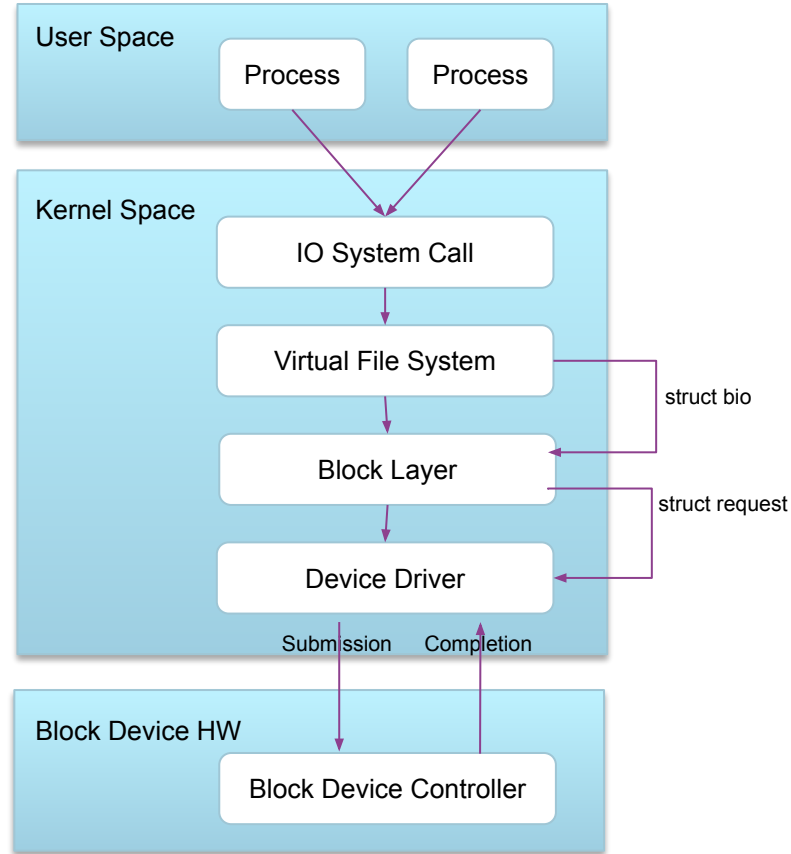 User Space
Process
Process
Kernel Space
IO System Call
Virtual File System
struct bio
Block Layer
struct request
Device Driver
Submission
Completion
Block Device HW
Block Device Controller